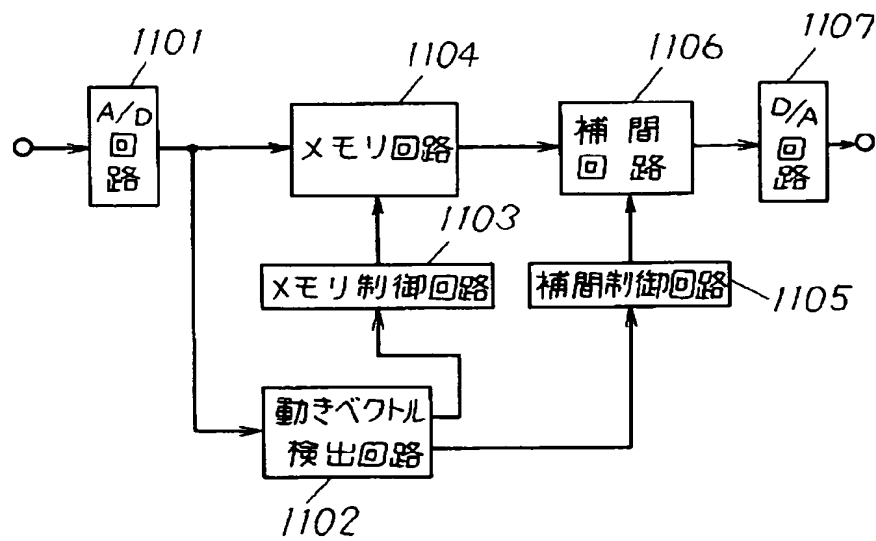 1101
A/D
回
路
1104
メモリ回路
1106
補間
回路
1107
D/A
回
路
1103
メモリ制御回路
補間制御回路
1105
動きベクトル
検出回路
1102